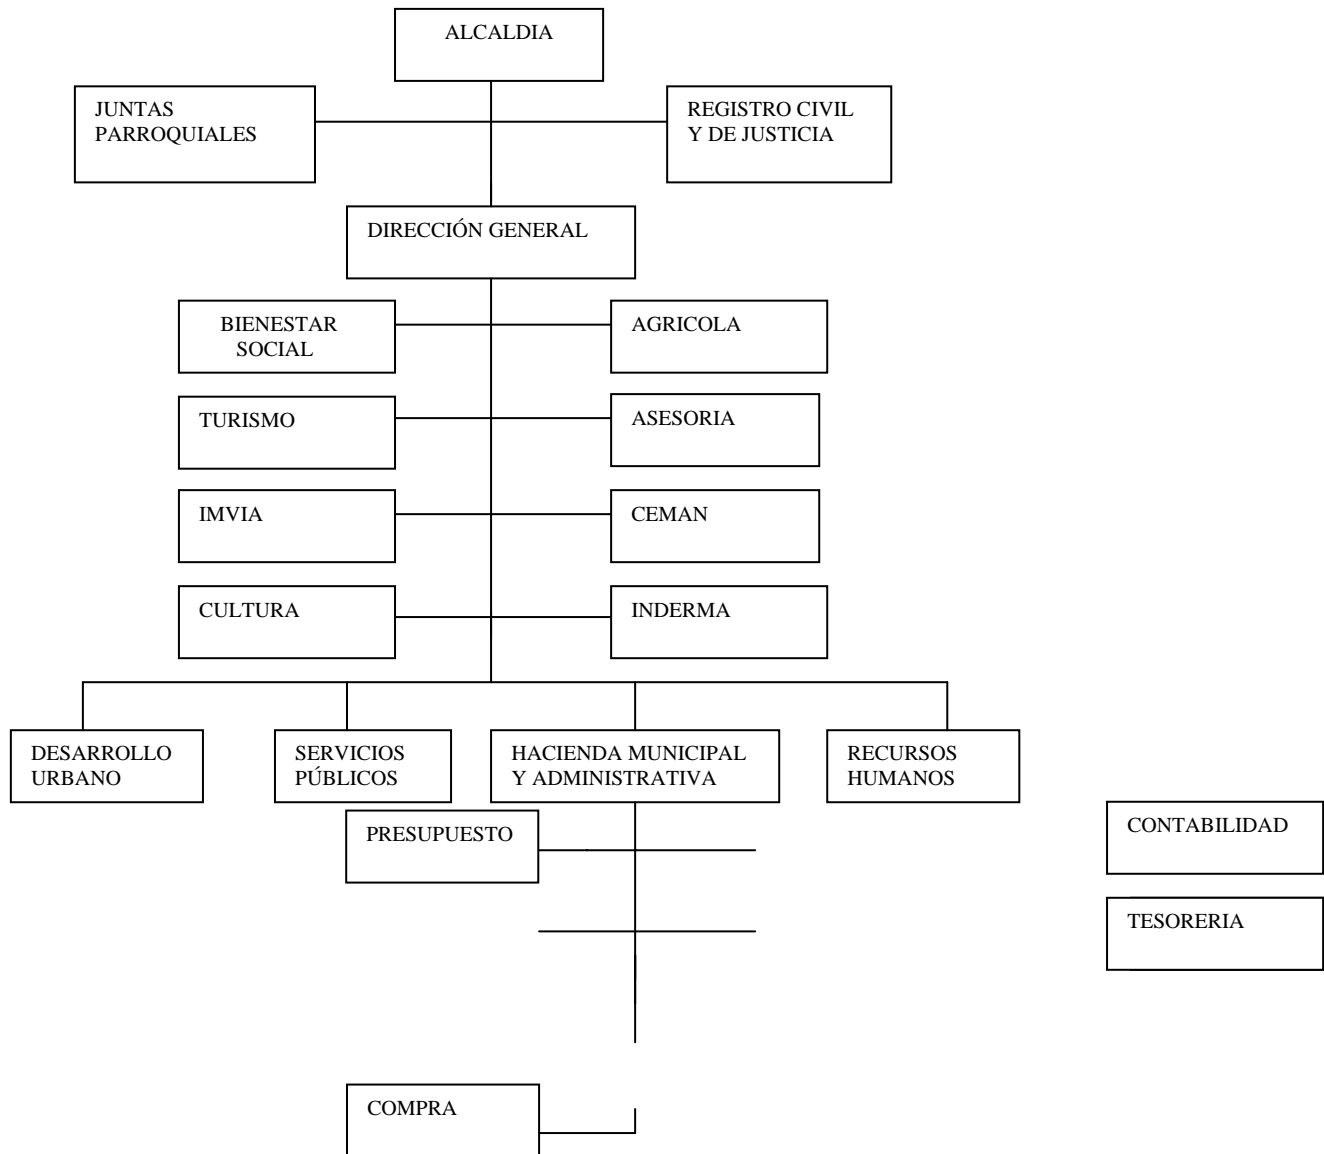 ALCALDIA
JUNTAS
PARROQUIALES
REGISTRO CIVIL
Y DE JUSTICIA
DIRECCIÓN GENERAL
BIENESTAR
SOCIAL
AGRICOLA
TURISMO
ASESORIA
IMVIA
CEMAN
CULTURA
INDERMA
DESARROLLO
URBANO
SERVICIOS
PÚBLICOS
HACIENDA MUNICIPAL
Y ADMINISTRATIVA
RECURSOS
HUMANOS
PRESUPUESTO
CONTABILIDAD
TESORERIA
COMPRA